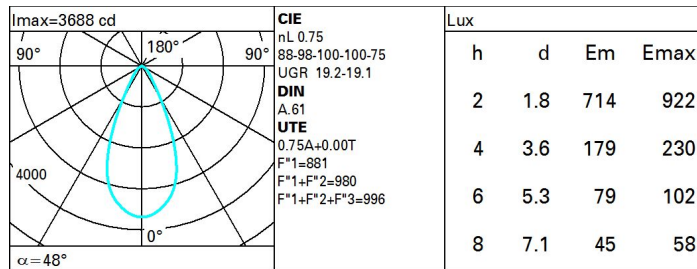 Imax=3688 cd
90° 180° 90°
4000
0°
α=48°
CIE
nL 0.75
88-98-100-100-75
UGR 19.2-19.1
DIN
A.61
UTE
0.75A+0.00T
F"1=881
F"1+F"2=980
F"1+F"2+F"3=996
Lux
h d Em Emax
2 1.8 714 922
4 3.6 179 230
6 5.3 79 102
8 7.1 45 58